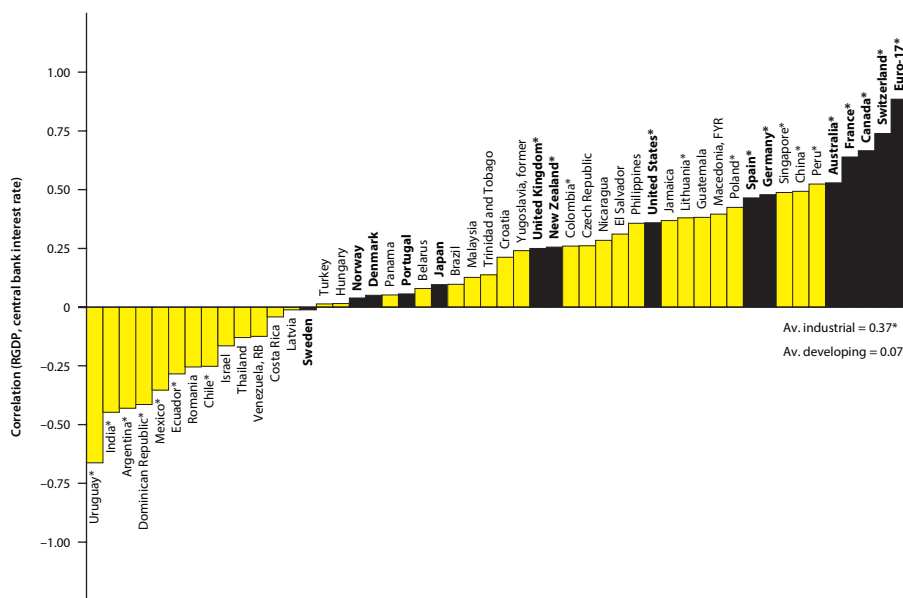 Correlation (RGDP, central bank interest rate)
1.00
0.75
0.50
0.25
0
−0.25
−0.50
−0.75
−1.00
Uruguay*
India*
Argentina*
Dominican Republic*
Mexico*
Ecuador*
Romania
Chile*
Israel
Thailand
Venezuela, RB
Costa Rica
Latvia
Sweden
Turkey
Hungary
Norway
Denmark
Panama
Portugal
Belarus
Japan
Brazil
Malaysia
Trinidad and Tobago
Croatia
Yugoslavia, former
United Kingdom*
New Zealand*
Colombia*
Czech Republic
Nicaragua
El Salvador
Philippines
United States*
Jamaica
Lithuania*
Guatemala
Macedonia, FYR
Poland*
Spain*
Germany*
Singapore*
China*
Peru*
Australia*
France*
Canada*
Switzerland*
Euro-17*
Av. industrial = 0.37*
Av. developing = 0.07